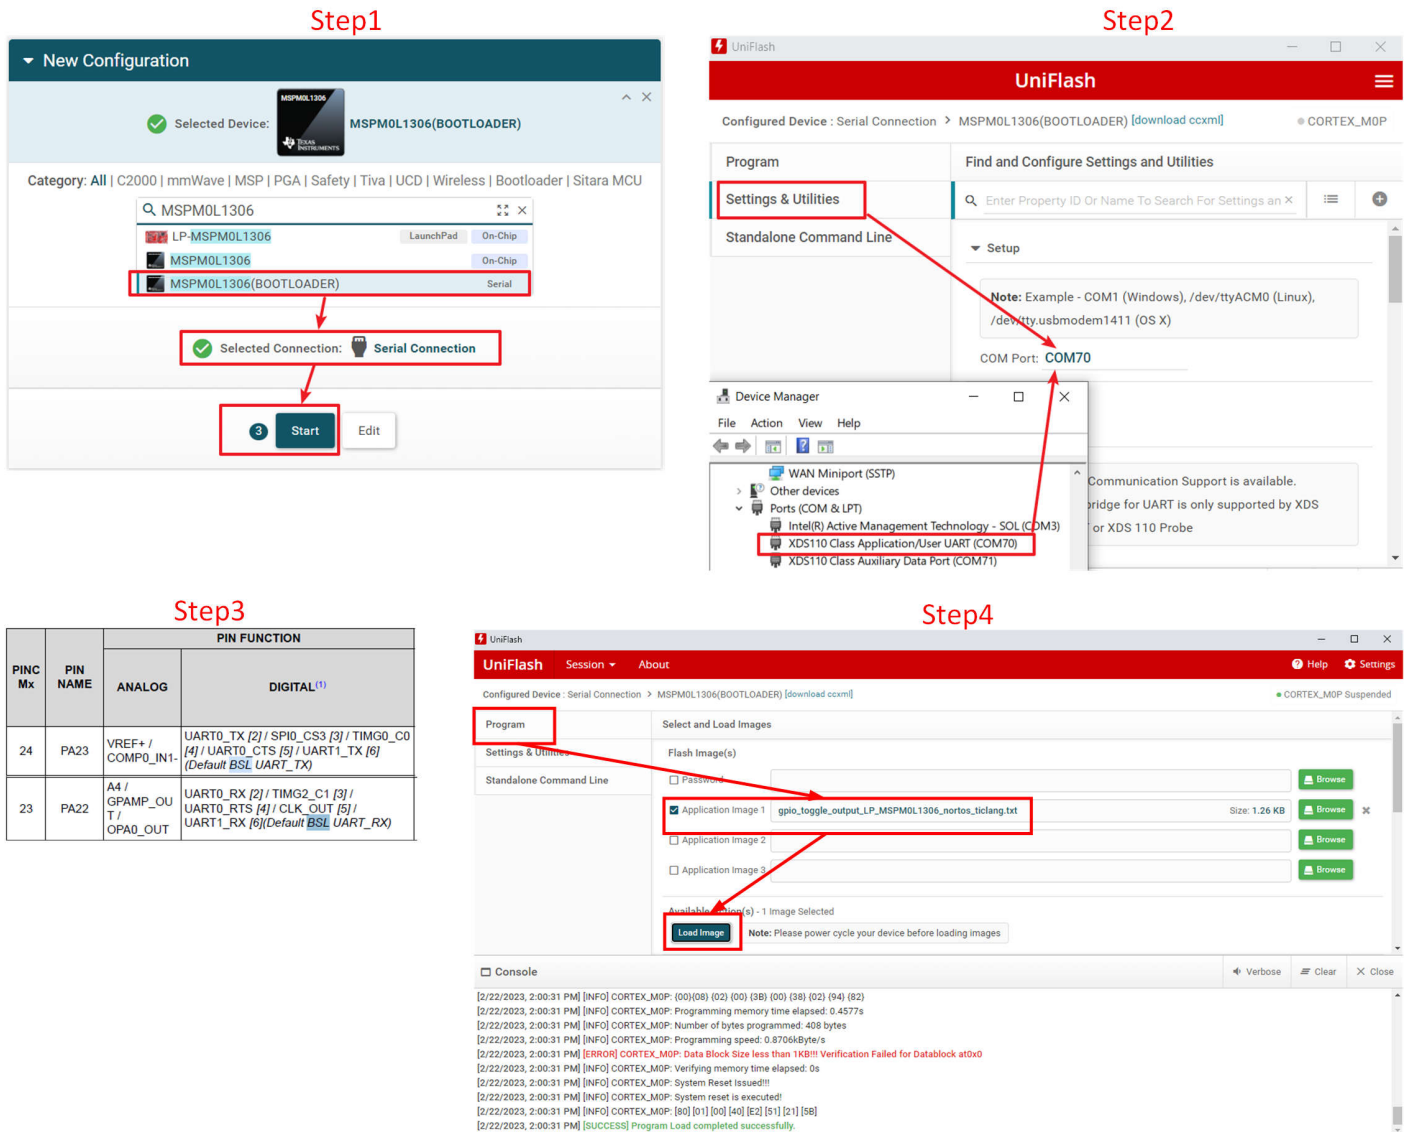 Step1
New Configuration
Selected Device:
MSPM0L1306
TEXAS INSTRUMENTS
MSPM0L1306(BOOTLOADER)
Category: All | C2000 | mmWave | MSP | PGA | Safety | Tiva | UCD | Wireless | Bootloader | Sitara MCU
MSPM0L1306
LP-MSPM0L1306 LaunchPad On-Chip
MSPM0L1306 On-Chip
MSPM0L1306(BOOTLOADER) Serial
Selected Connection: Serial Connection
3 Start Edit
Step2
UniFlash
UniFlash
Configured Device : Serial Connection > MSPM0L1306(BOOTLOADER) [download ccxml] CORTEX_M0P
Program
Settings & Utilities
Standalone Command Line
Find and Configure Settings and Utilities
Enter Property ID Or Name To Search For Settings an
Setup
Note: Example - COM1 (Windows), /dev/ttyACM0 (Linux),
/dev/tty.usbmodem1411 (OS X)
COM Port: COM70
Communication Support is available.
bridge for UART is only supported by XDS
or XDS 110 Probe
Device Manager
File Action View Help
WAN Miniport (SSTP)
Other devices
Ports (COM & LPT)
Intel(R) Active Management Technology - SOL (COM3)
XDS110 Class Application/User UART (COM70)
XDS110 Class Auxiliary Data Port (COM71)
Step3
PINC Mx
PIN NAME
PIN FUNCTION
ANALOG
DIGITAL(1)
24
PA23
VREF+ /
COMP0_IN1-
UART0_TX [2] / SPI0_CS3 [3] / TIMG0_C0
[4] / UART0_CTS [5] / UART1_TX [6]
(Default BSL UART_TX)
23
PA22
A4 /
GPAMP_OU
T /
OPA0_OUT
UART0_RX [2] / TIMG2_C1 [3] /
UART0_RTS [4] / CLK_OUT [5] /
UART1_RX [6](Default BSL UART_RX)
Step4
UniFlash
UniFlash Session About Help Settings
Configured Device : Serial Connection > MSPM0L1306(BOOTLOADER) [download ccxml] CORTEX_M0P Suspended
Program
Settings & Utilities
Standalone Command Line
Select and Load Images
Flash Image(s)
Password Browse
Application Image 1 gpio_toggle_output_LP_MSPM0L1306_nortos_ticlang.txt Size: 1.26 KB Browse
Application Image 2 Browse
Application Image 3 Browse
Available Action(s) - 1 Image Selected
Load Image Note: Please power cycle your device before loading images
Console Verbose Clear Close
[2/22/2023, 2:00:31 PM] [INFO] CORTEX_M0P: {00}{08} {02} {00} {3B} {00} {38} {02} {94} {82}
[2/22/2023, 2:00:31 PM] [INFO] CORTEX_M0P: Programming memory time elapsed: 0.4577s
[2/22/2023, 2:00:31 PM] [INFO] CORTEX_M0P: Number of bytes programmed: 408 bytes
[2/22/2023, 2:00:31 PM] [INFO] CORTEX_M0P: Programming speed: 0.8706kByte/s
[2/22/2023, 2:00:31 PM] [ERROR] CORTEX_M0P: Data Block Size less than 1KB!!! Verification Failed for Datablock at0x0
[2/22/2023, 2:00:31 PM] [INFO] CORTEX_M0P: Verifying memory time elapsed: 0s
[2/22/2023, 2:00:31 PM] [INFO] CORTEX_M0P: System Reset Issued!!!
[2/22/2023, 2:00:31 PM] [INFO] CORTEX_M0P: System reset is executed!
[2/22/2023, 2:00:31 PM] [INFO] CORTEX_M0P: [80] [01] [00] [40] [E2] [51] [21] [5B]
[2/22/2023, 2:00:31 PM] [SUCCESS] Program Load completed successfully.